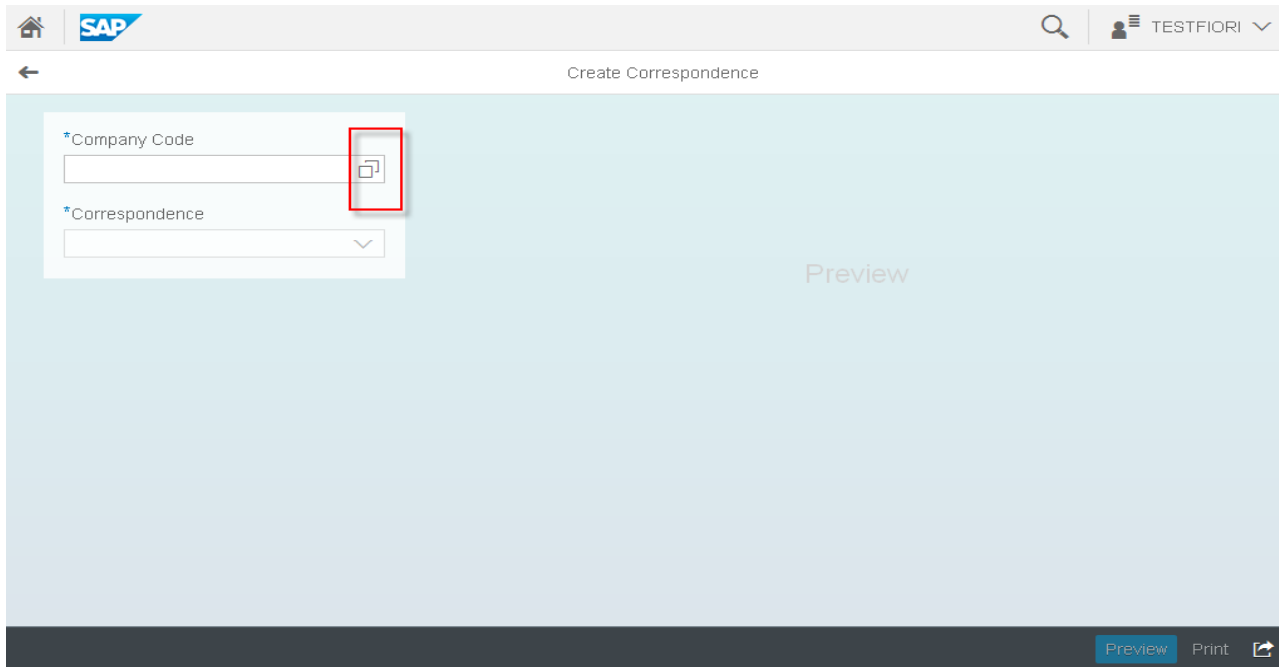 SAP
TESTFIORI
Create Correspondence
*Company Code
*Correspondence
Preview
Preview Print